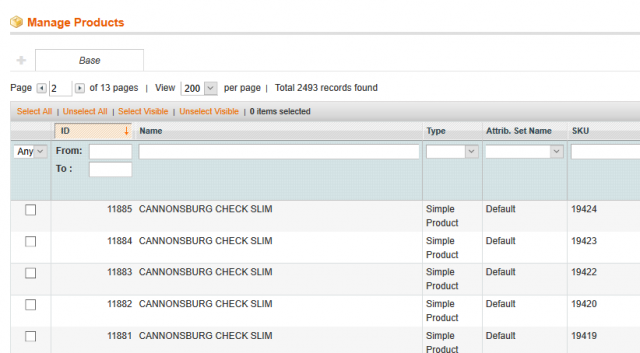 Manage Products
Base
Page 2 of 13 pages | View 200 per page | Total 2493 records found
Select All | Unselect All | Select Visible | Unselect Visible | 0 items selected
ID Name Type Attrib. Set Name SKU
Any From:
To :
11885 CANNONSBURG CHECK SLIM Simple Product Default 19424
11884 CANNONSBURG CHECK SLIM Simple Product Default 19423
11883 CANNONSBURG CHECK SLIM Simple Product Default 19422
11882 CANNONSBURG CHECK SLIM Simple Product Default 19420
11881 CANNONSBURG CHECK SLIM Simple Product Default 19419